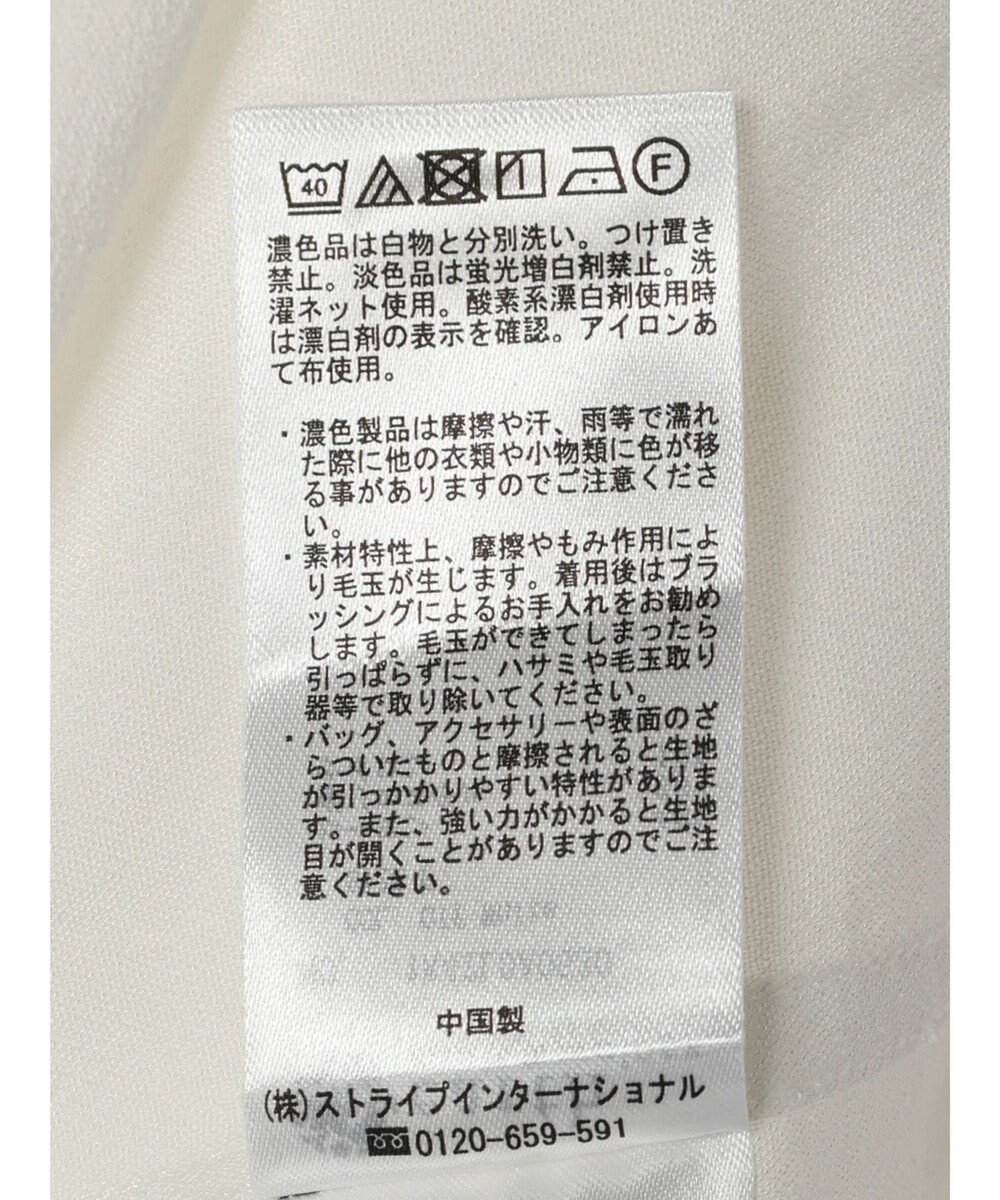 40 F
濃色品は白物と分別洗い。つけ置き
禁止。淡色品は蛍光増白剤禁止。洗
濯ネット使用。酸素系漂白剤使用時
は漂白剤の表示を確認。アイロンあ
て布使用。
・濃色製品は摩擦や汗、雨等で濡れ
た際に他の衣類や小物類に色が移
る事がありますのでご注意くださ
い。
・素材特性上、摩擦やもみ作用によ
り毛玉が生じます。着用後はブラ
ッシングによるお手入れをお勧め
します。毛玉ができてしまったら
引っぱらずに、ハサミや毛玉取り
器等で取り除いてください。
・バッグ、アクセサリーや表面のざ
らついたものと摩擦されると生地
が引っかかりやすい特性がありま
す。また、強い力がかかると生地
目が開くことがありますのでご注
意ください。
中国製
(株)ストライプインターナショナル
0120-659-591